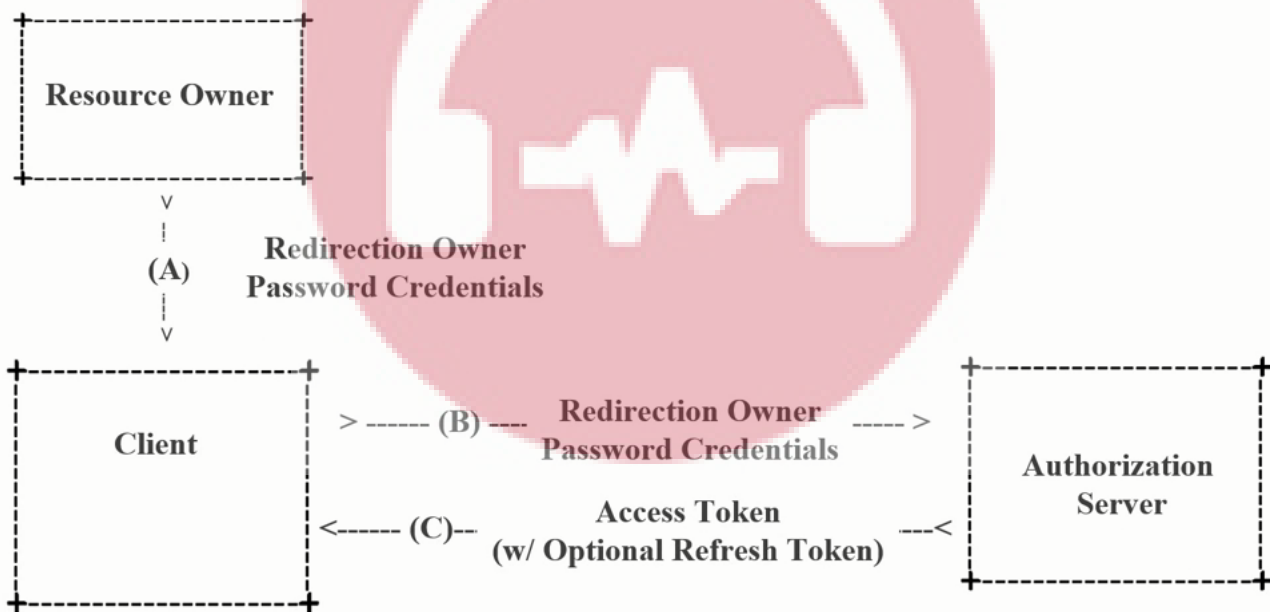 Resource Owner
Redirection Owner
(A)
Password Credentials
Client
>------ (B) ---- Redirection Owner ----->
Password Credentials
Authorization
Server
<------ (C)-- Access Token ---<
(w/ Optional Refresh Token)